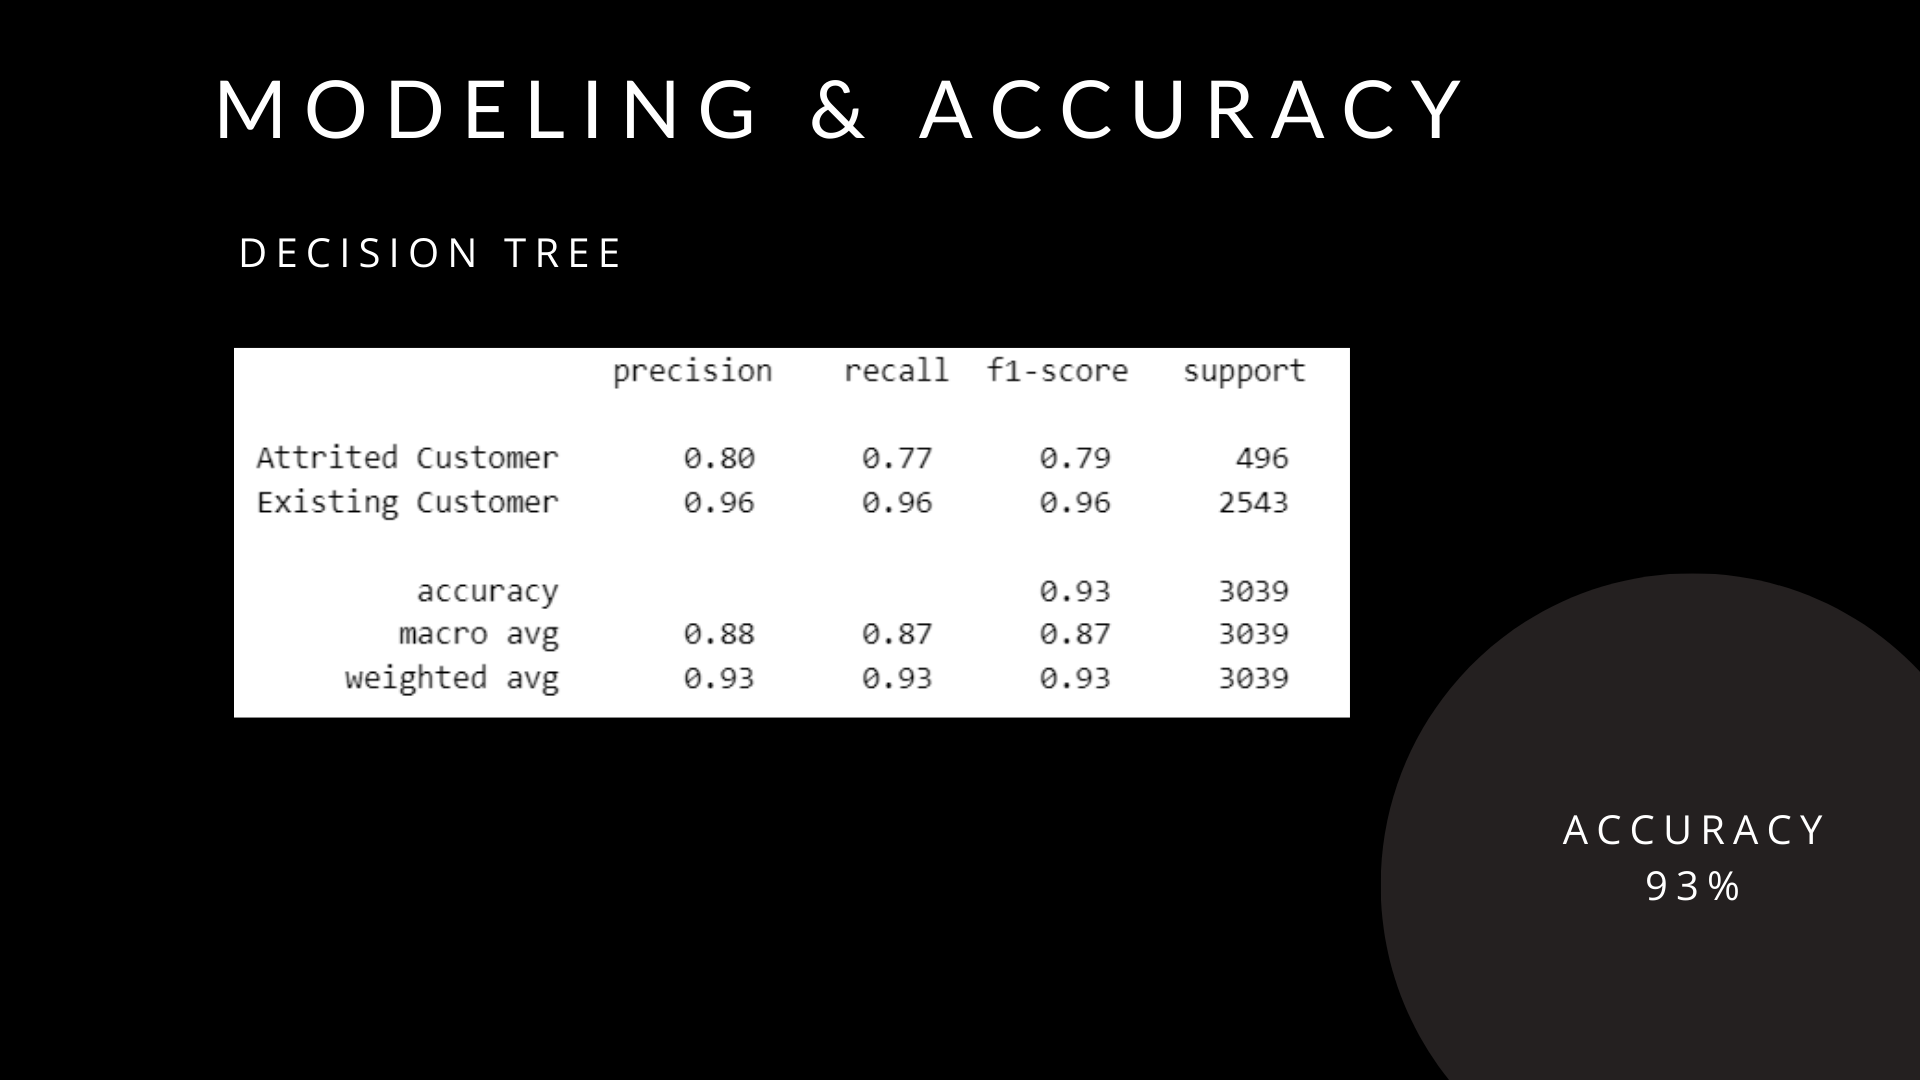 MODELING & ACCURACY
DECISION TREE
precision recall f1-score support
Attrited Customer 0.80 0.77 0.79 496
Existing Customer 0.96 0.96 0.96 2543
accuracy 0.93 3039
macro avg 0.88 0.87 0.87 3039
weighted avg 0.93 0.93 0.93 3039
ACCURACY
93%